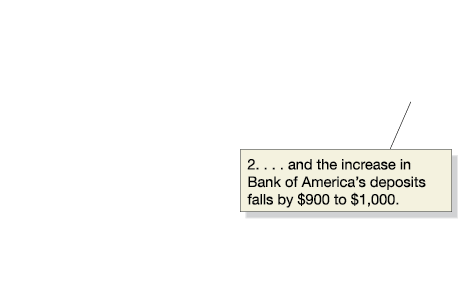 2. . . . and the increase in
Bank of America's deposits
falls by $900 to $1,000.